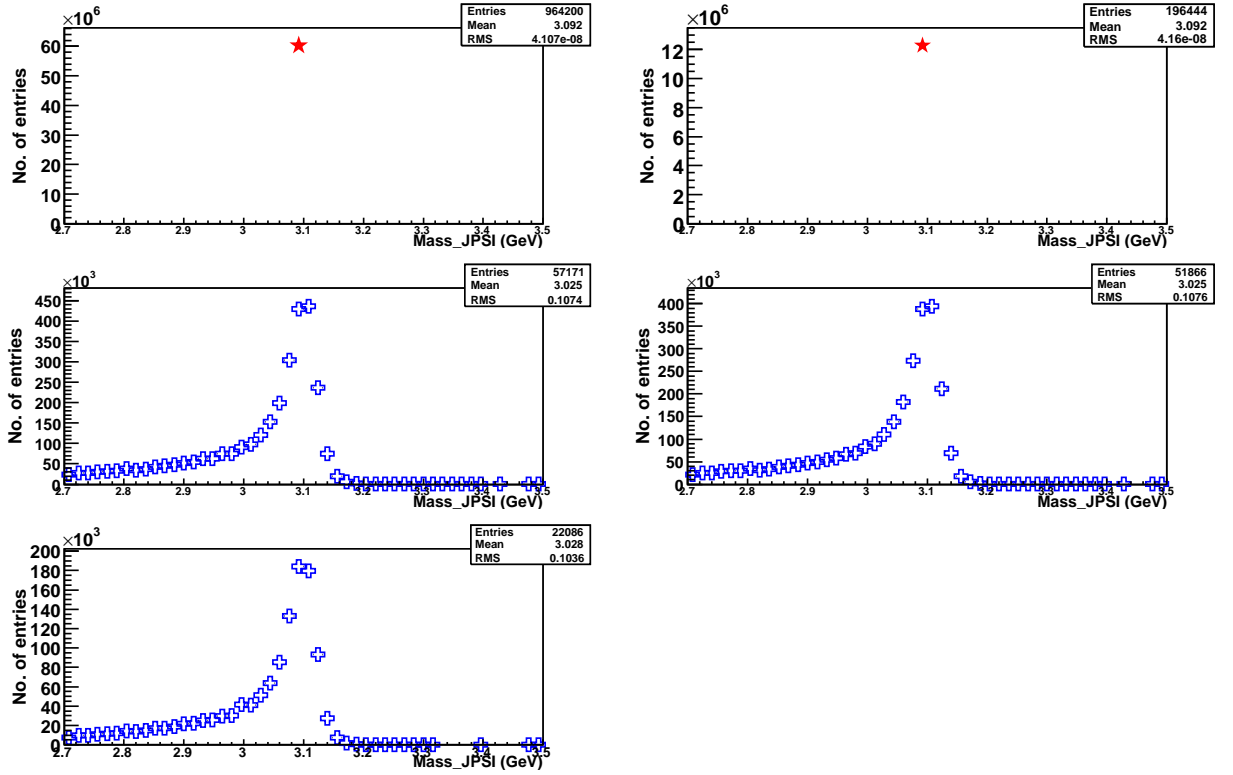 ×10⁶
Entries 964200
Mean 3.092
RMS 4.107e-08
No. of entries
60
50
40
30
20
10
0
2.7 2.8 2.9 3 3.1 3.2 3.3 3.4 3.5
Mass_JPSI (GeV)
×10⁶
Entries 196444
Mean 3.092
RMS 4.16e-08
No. of entries
12
10
8
6
4
2
0
2.7 2.8 2.9 3 3.1 3.2 3.3 3.4 3.5
Mass_JPSI (GeV)
×10³
Entries 57171
Mean 3.025
RMS 0.1074
No. of entries
450
400
350
300
250
200
150
100
50
0
2.7 2.8 2.9 3 3.1 3.2 3.3 3.4 3.5
Mass_JPSI (GeV)
×10³
Entries 51866
Mean 3.025
RMS 0.1076
No. of entries
400
350
300
250
200
150
100
50
0
2.7 2.8 2.9 3 3.1 3.2 3.3 3.4 3.5
Mass_JPSI (GeV)
×10³
Entries 22086
Mean 3.028
RMS 0.1036
No. of entries
200
180
160
140
120
100
80
60
40
20
0
2.7 2.8 2.9 3 3.1 3.2 3.3 3.4 3.5
Mass_JPSI (GeV)